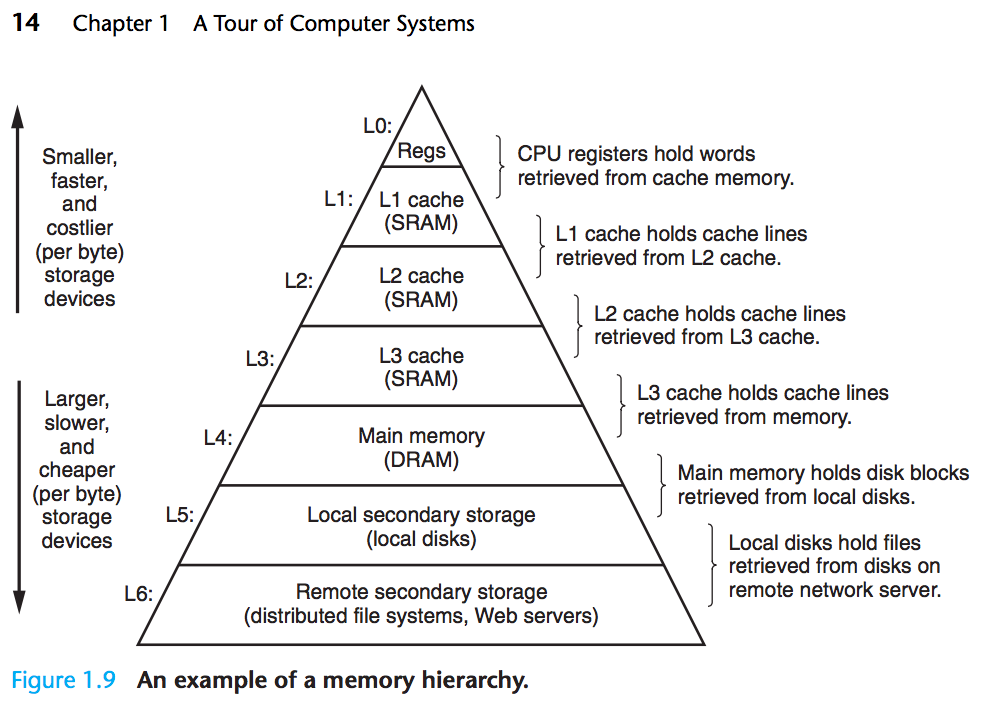 14 Chapter 1 A Tour of Computer Systems
Smaller,
faster,
and
costlier
(per byte)
storage
devices
Larger,
slower,
and
cheaper
(per byte)
storage
devices
L0:
Regs
L1:
L1 cache
(SRAM)
L2:
L2 cache
(SRAM)
L3:
L3 cache
(SRAM)
L4:
Main memory
(DRAM)
L5:
Local secondary storage
(local disks)
L6:
Remote secondary storage
(distributed file systems, Web servers)
CPU registers hold words
retrieved from cache memory.
L1 cache holds cache lines
retrieved from L2 cache.
L2 cache holds cache lines
retrieved from L3 cache.
L3 cache holds cache lines
retrieved from memory.
Main memory holds disk blocks
retrieved from local disks.
Local disks hold files
retrieved from disks on
remote network server.
Figure 1.9 An example of a memory hierarchy.